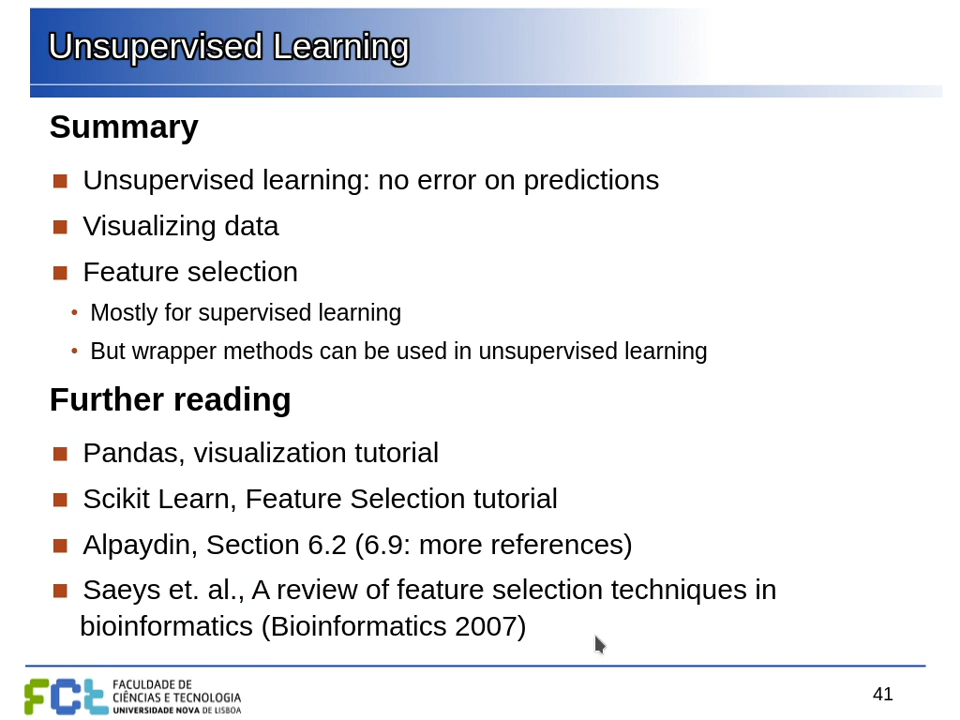 Unsupervised Learning
Summary
Unsupervised learning: no error on predictions
Visualizing data
Feature selection
Mostly for supervised learning
But wrapper methods can be used in unsupervised learning
Further reading
Pandas, visualization tutorial
Scikit Learn, Feature Selection tutorial
Alpaydin, Section 6.2 (6.9: more references)
Saeys et. al., A review of feature selection techniques in
bioinformatics (Bioinformatics 2007)
FCt
FACULDADE DE
CIÊNCIAS E TECNOLOGIA
UNIVERSIDADE NOVA DE LISBOA
41